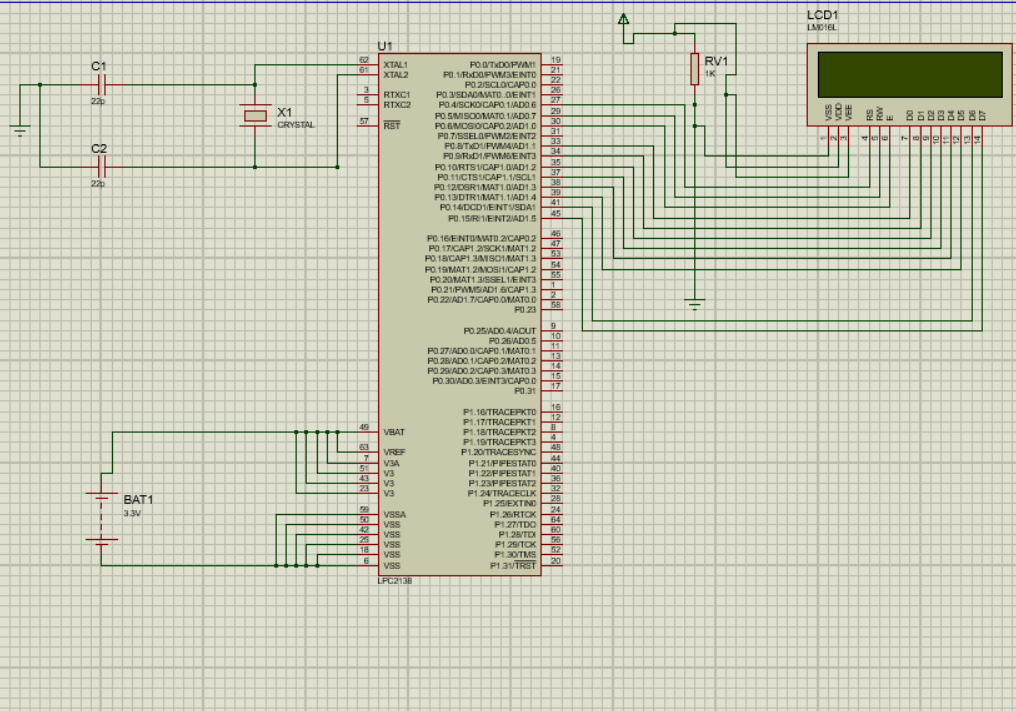 C1
22p
C2
22p
X1
CRYSTAL
BAT1
3.3V
U1
62 XTAL1
61 XTAL2
3 RTXC1
5 RTXC2
57 RST
49 VBAT
63 VREF
7 V3A
51 V3
43 V3
23 V3
59 VSSA
50 VSS
42 VSS
25 VSS
18 VSS
6 VSS
P0.0/TxD0/PWM1 19
P0.1/RxD0/PWM3/EINT0 21
P0.2/SCL0/CAP0.0 22
P0.3/SDA0/MAT0.0/EINT1 26
P0.4/SCK0/CAP0.1/AD0.6 27
P0.5/MISO0/MAT0.1/AD0.7 29
P0.6/MOSI0/CAP0.2/AD1.0 30
P0.7/SSEL0/PWM2/EINT2 31
P0.8/TxD1/PWM4/AD1.1 33
P0.9/RxD1/PWM6/EINT3 34
P0.10/RTS1/CAP1.0/AD1.2 35
P0.11/CTS1/CAP1.1/SCL1 37
P0.12/DSR1/MAT1.0/AD1.3 38
P0.13/DTR1/MAT1.1/AD1.4 39
P0.14/DCD1/EINT1/SDA1 41
P0.15/RI1/EINT2/AD1.5 45
P0.16/EINT0/MAT0.2/CAP0.2 46
P0.17/CAP1.2/SCK1/MAT1.2 47
P0.18/CAP1.3/MISO1/MAT1.3 53
P0.19/MAT1.2/MOSI1/CAP1.2 54
P0.20/MAT1.3/SSEL1/EINT3 55
P0.21/PWM5/AD1.6/CAP1.3 1
P0.22/AD1.7/CAP0.0/MAT0.0 2
P0.23 58
P0.25/AD0.4/AOUT 9
P0.26/AD0.5 10
P0.27/AD0.0/CAP0.1/MAT0.1 11
P0.28/AD0.1/CAP0.2/MAT0.2 13
P0.29/AD0.2/CAP0.3/MAT0.3 14
P0.30/AD0.3/EINT3/CAP0.0 15
P0.31 17
P1.16/TRACEPKT0 16
P1.17/TRACEPKT1 12
P1.18/TRACEPKT2 8
P1.19/TRACEPKT3 4
P1.20/TRACESYNC 48
P1.21/PIPESTAT0 44
P1.22/PIPESTAT1 40
P1.23/PIPESTAT2 36
P1.24/TRACECLK 32
P1.25/EXTIN0 28
P1.26/RTCK 24
P1.27/TDO 64
P1.28/TDI 60
P1.29/TCK 56
P1.30/TMS 52
P1.31/TRST 20
LPC2138
RV1
1K
LCD1
LM016L
VSS VDD VEE RS RW E D0 D1 D2 D3 D4 D5 D6 D7
1 2 3 4 5 6 7 8 9 10 11 12 13 14